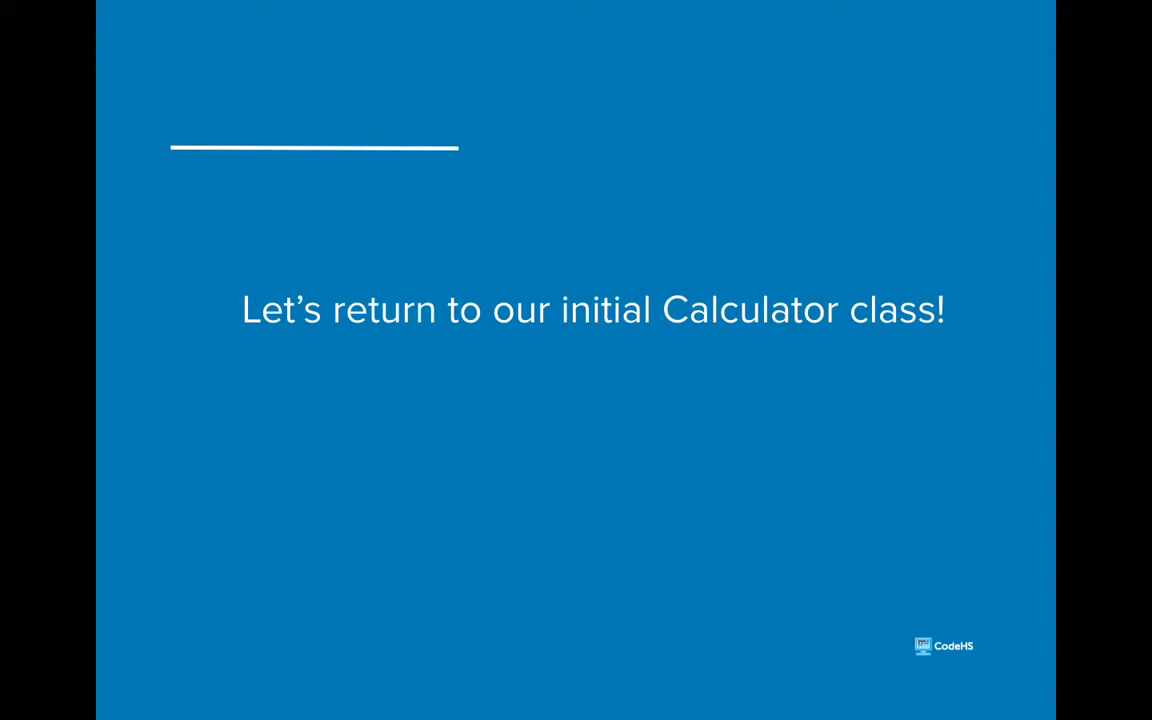 Let’s return to our initial Calculator class!
CodeHS